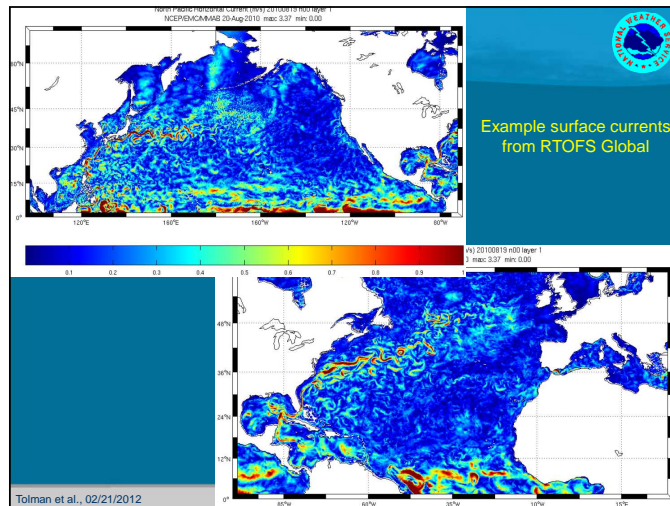 North Pacific Horizontal Current (m/s) 20100819 n00 layer 1
NCEP/EMC/MMAB 20-Aug-2010 max: 3.37 min: 0.00
NATIONAL WEATHER SERVICE
Example surface currents
from RTOFS Global
60°N
45°N
30°N
15°N
0°
120°E 160°E 160°W 120°W 80°W
0.1 0.2 0.3 0.4 0.5 0.6 0.7 0.8 0.9 1
20100819 n00 layer 1
max: 3.37 min: 0.00
48°N
36°N
24°N
12°N
0°
85°W 60°W 35°W 10°W 15°E
Tolman et al., 02/21/2012